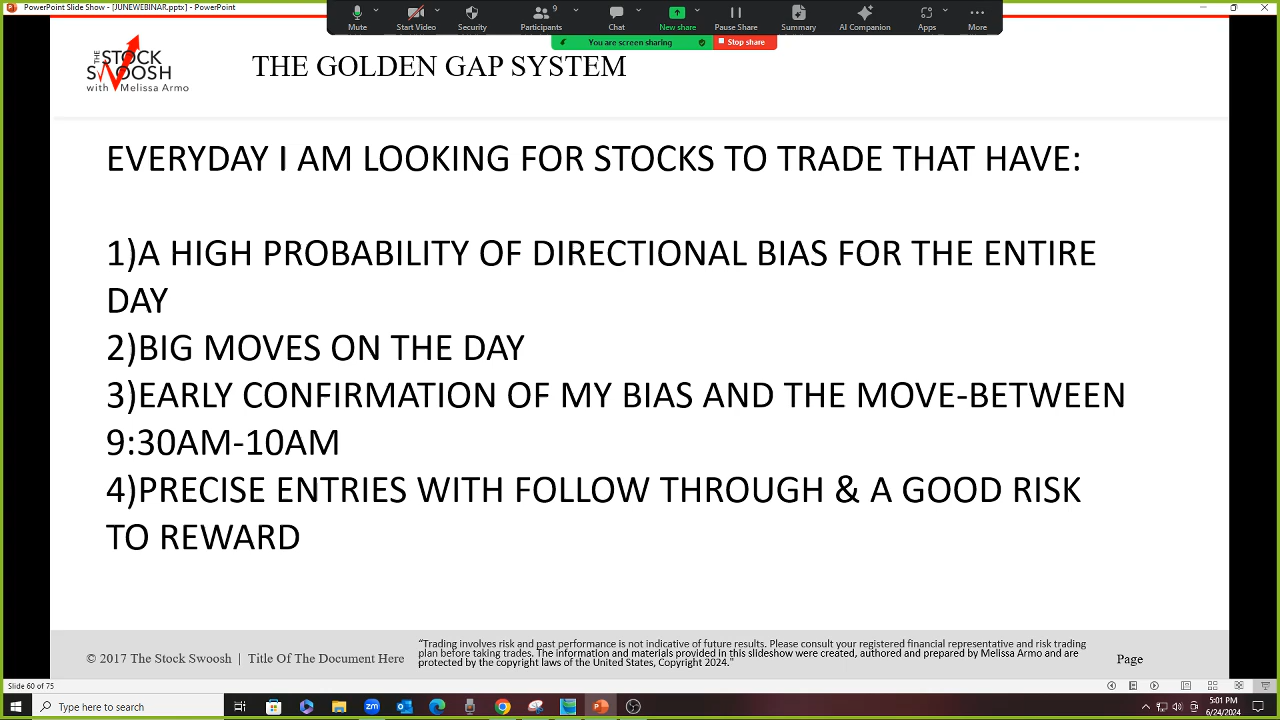 PowerPoint Slide Show - [JUNEWEBINAR.pptx] - PowerPoint
Mute
Start Video
Security
Participants
9
Chat
New share
Pause Share
Summary
AI Companion
Apps
More
You are screen sharing
Stop share
THE STOCK
SWOOSH
with Melissa Armo
THE GOLDEN GAP SYSTEM
EVERYDAY I AM LOOKING FOR STOCKS TO TRADE THAT HAVE:
1)A HIGH PROBABILITY OF DIRECTIONAL BIAS FOR THE ENTIRE
DAY
2)BIG MOVES ON THE DAY
3)EARLY CONFIRMATION OF MY BIAS AND THE MOVE-BETWEEN
9:30AM-10AM
4)PRECISE ENTRIES WITH FOLLOW THROUGH & A GOOD RISK
TO REWARD
© 2017 The Stock Swoosh | Title Of The Document Here
"Trading involves risk and past performance is not indicative of future results. Please consult your registered financial representative and risk trading
plan before taking trades. The information and materials provided in this slideshow were created, authored and prepared by Melissa Armo and are
protected by the copyright laws of the United States, Copyright 2024."
Page
Slide 60 of 75
Type here to search
5:01 PM
6/24/2024